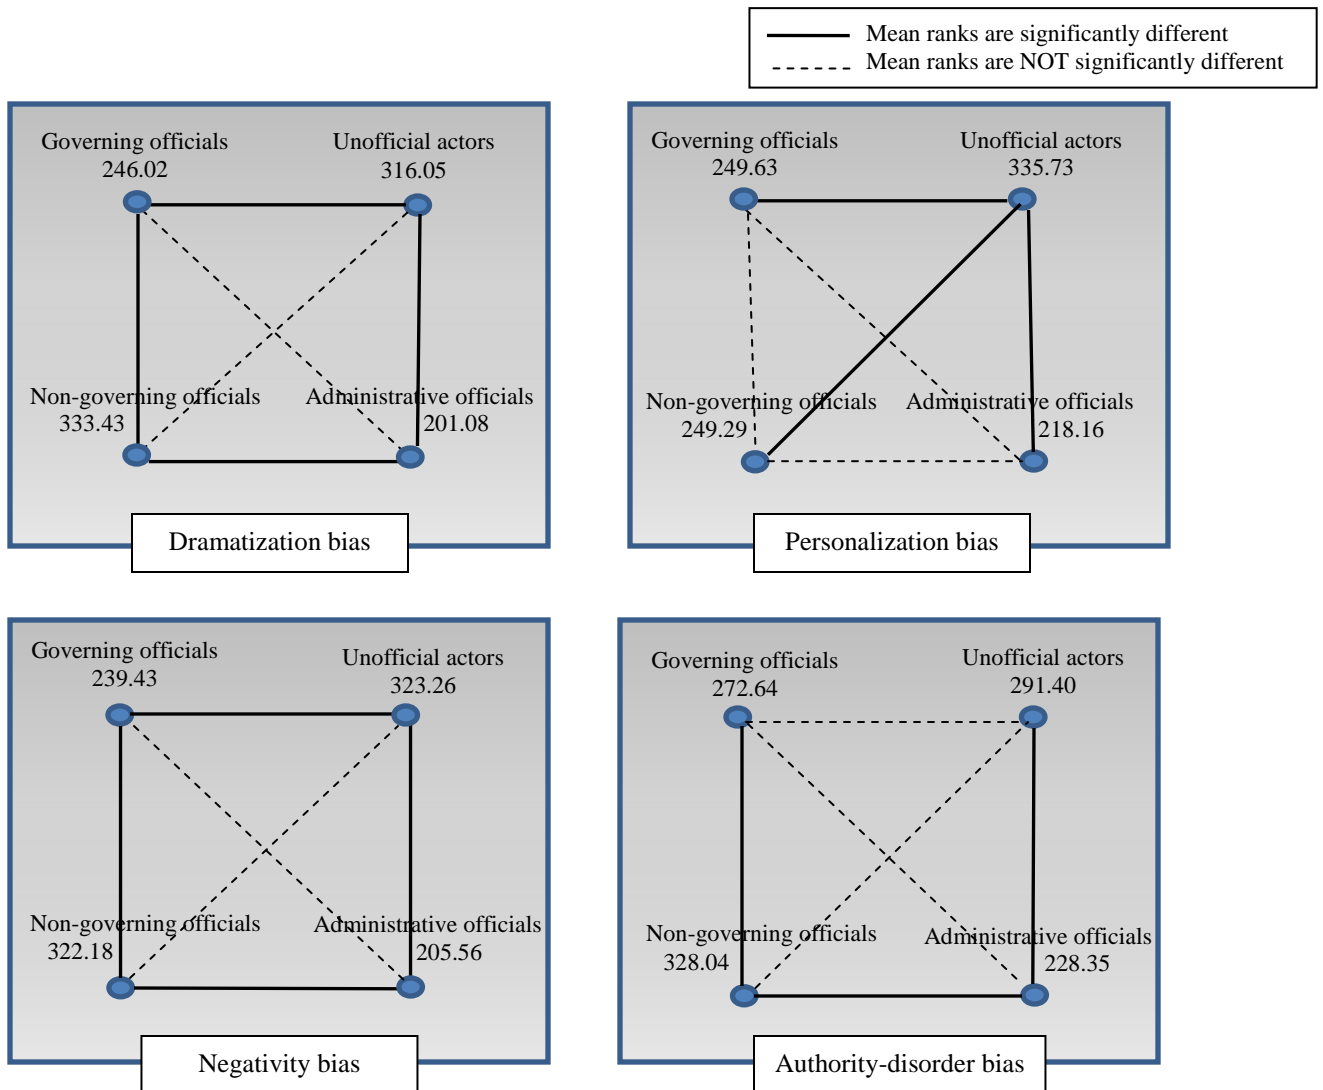 Mean ranks are significantly different
Mean ranks are NOT significantly different
Governing officials
246.02
Unofficial actors
316.05
Non-governing officials
333.43
Administrative officials
201.08
Dramatization bias
Governing officials
249.63
Unofficial actors
335.73
Non-governing officials
249.29
Administrative officials
218.16
Personalization bias
Governing officials
239.43
Unofficial actors
323.26
Non-governing officials
322.18
Administrative officials
205.56
Negativity bias
Governing officials
272.64
Unofficial actors
291.40
Non-governing officials
328.04
Administrative officials
228.35
Authority-disorder bias